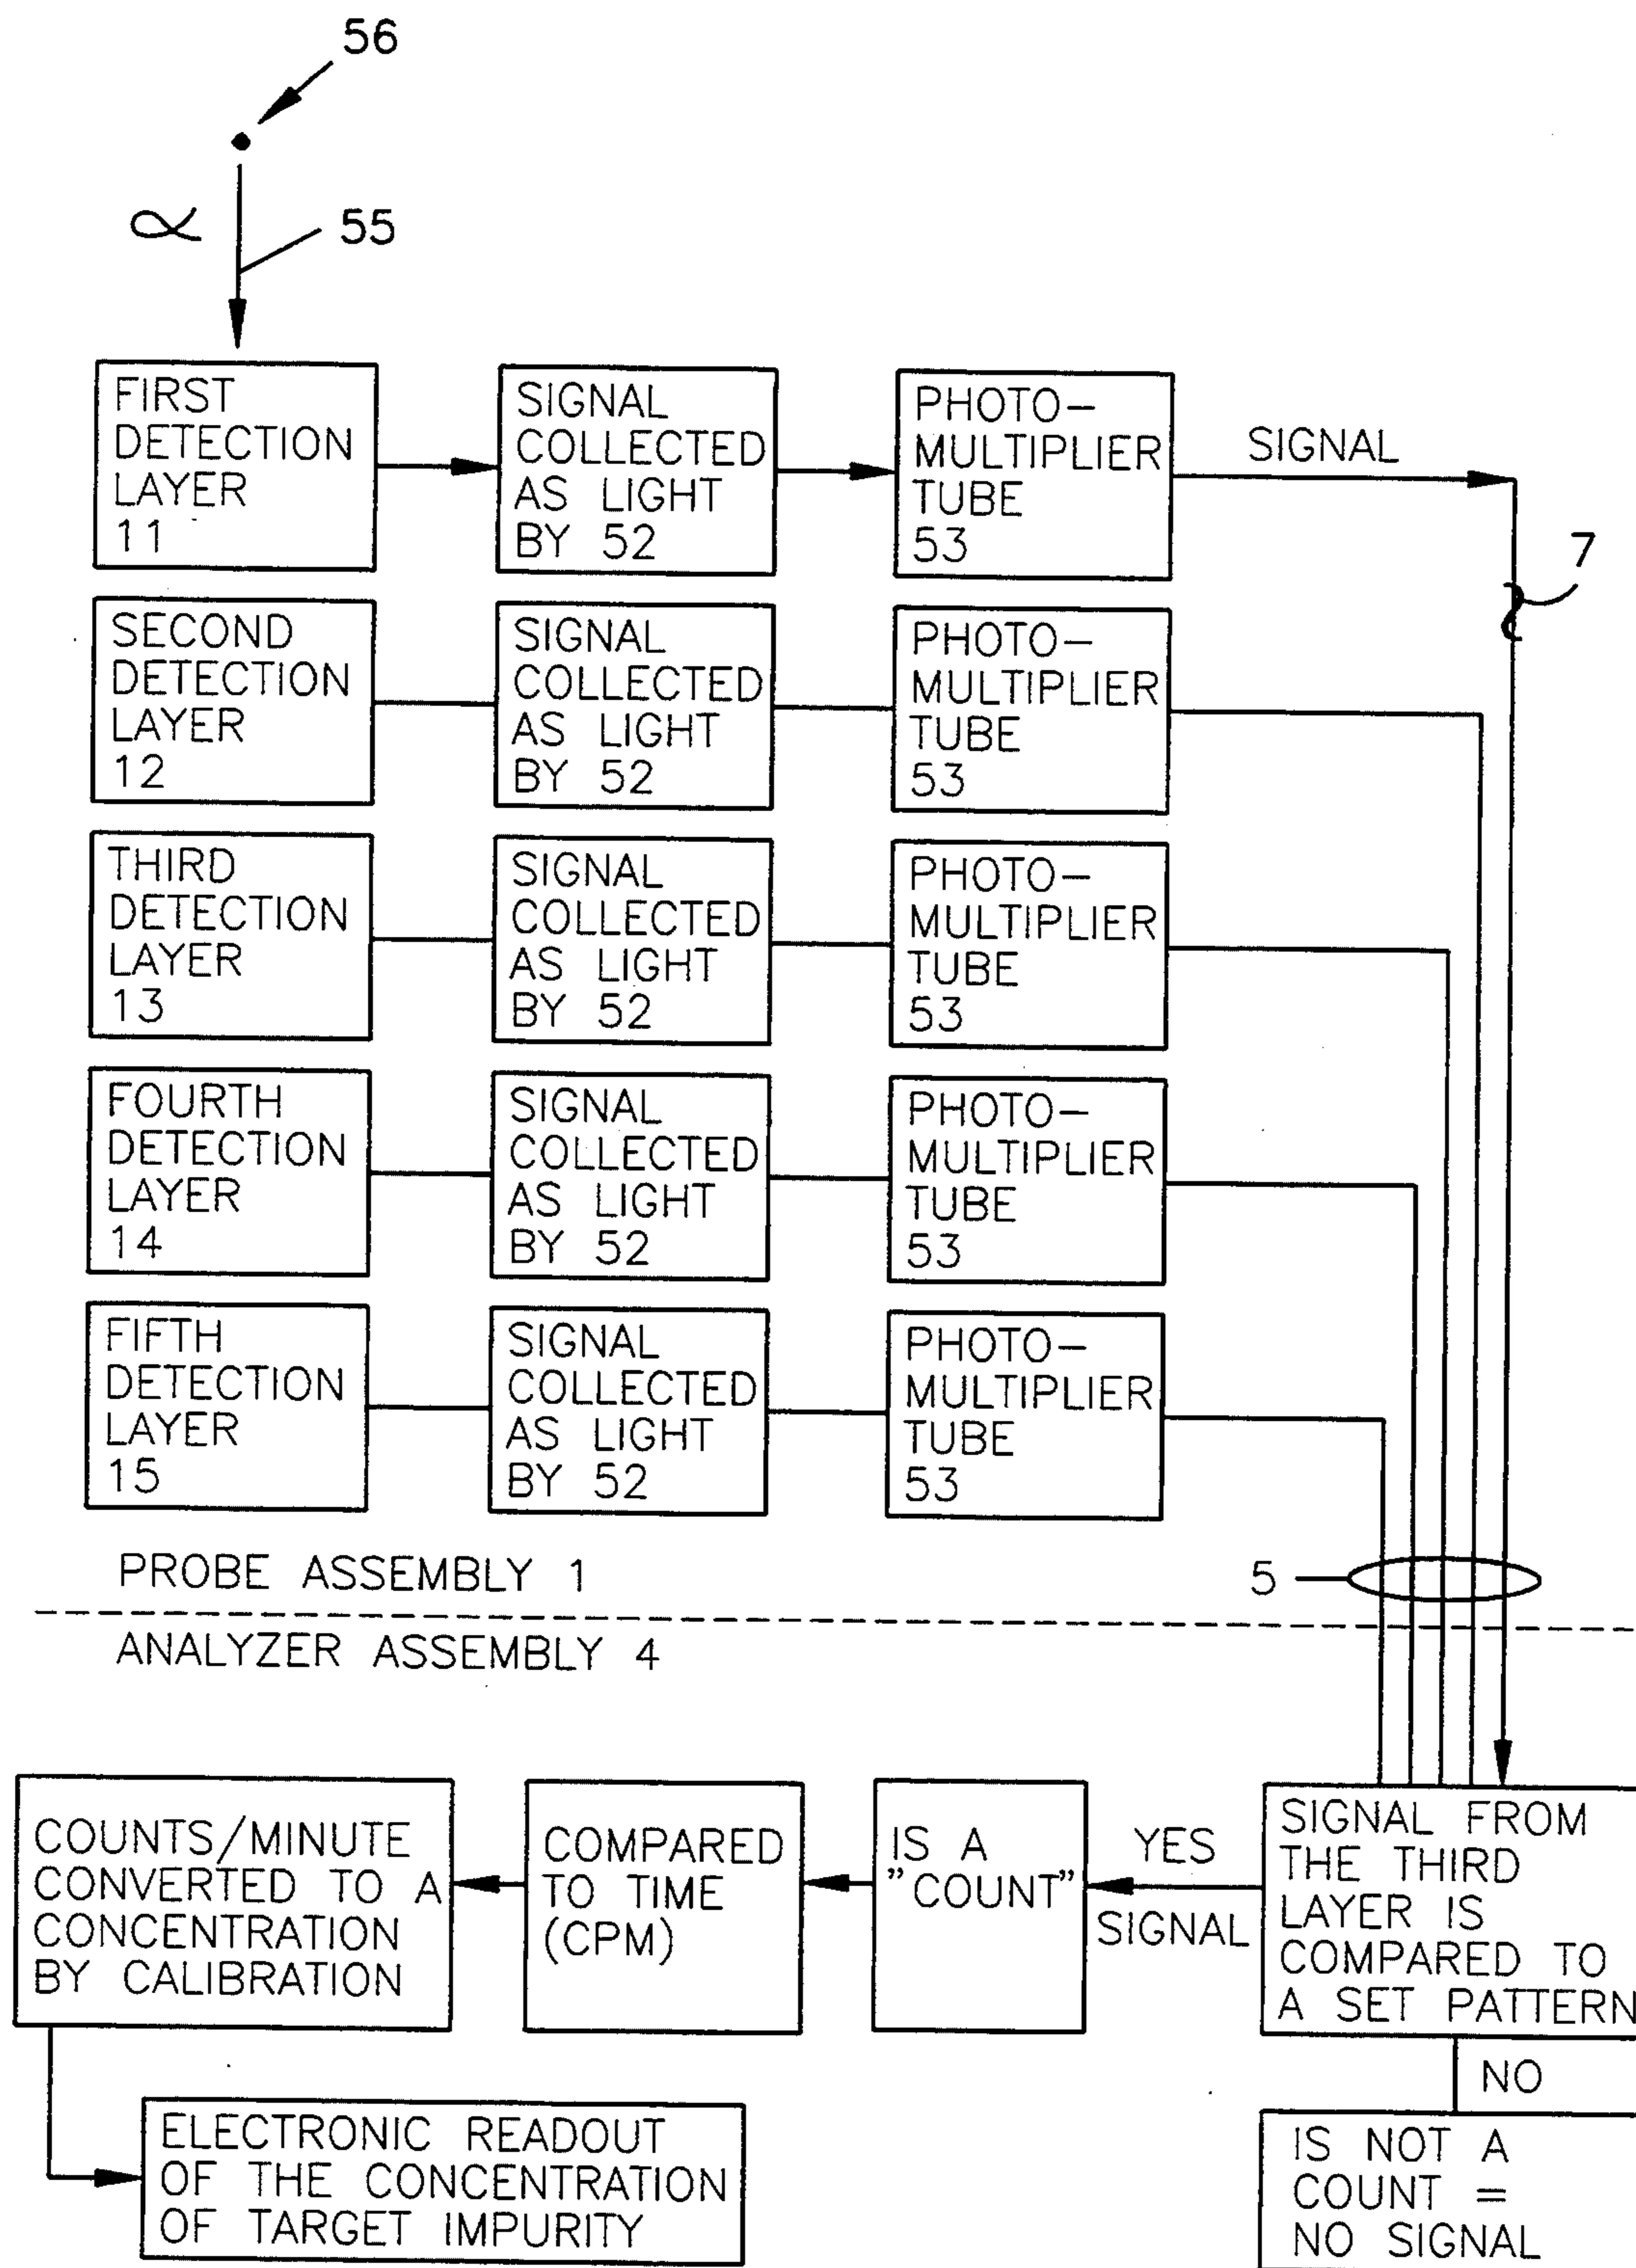 56
α
55
FIRST
DETECTION
LAYER
11
SIGNAL
COLLECTED
AS LIGHT
BY 52
PHOTO-
MULTIPLIER
TUBE
53
SIGNAL
7
SECOND
DETECTION
LAYER
12
SIGNAL
COLLECTED
AS LIGHT
BY 52
PHOTO-
MULTIPLIER
TUBE
53
THIRD
DETECTION
LAYER
13
SIGNAL
COLLECTED
AS LIGHT
BY 52
PHOTO-
MULTIPLIER
TUBE
53
FOURTH
DETECTION
LAYER
14
SIGNAL
COLLECTED
AS LIGHT
BY 52
PHOTO-
MULTIPLIER
TUBE
53
FIFTH
DETECTION
LAYER
15
SIGNAL
COLLECTED
AS LIGHT
BY 52
PHOTO-
MULTIPLIER
TUBE
53
PROBE ASSEMBLY 1
5
ANALYZER ASSEMBLY 4
COUNTS/MINUTE
CONVERTED TO A
CONCENTRATION
BY CALIBRATION
COMPARED
TO TIME
(CPM)
IS A
"COUNT"
YES
SIGNAL
SIGNAL FROM
THE THIRD
LAYER IS
COMPARED TO
A SET PATTERN
NO
ELECTRONIC READOUT
OF THE CONCENTRATION
OF TARGET IMPURITY
IS NOT A
COUNT =
NO SIGNAL